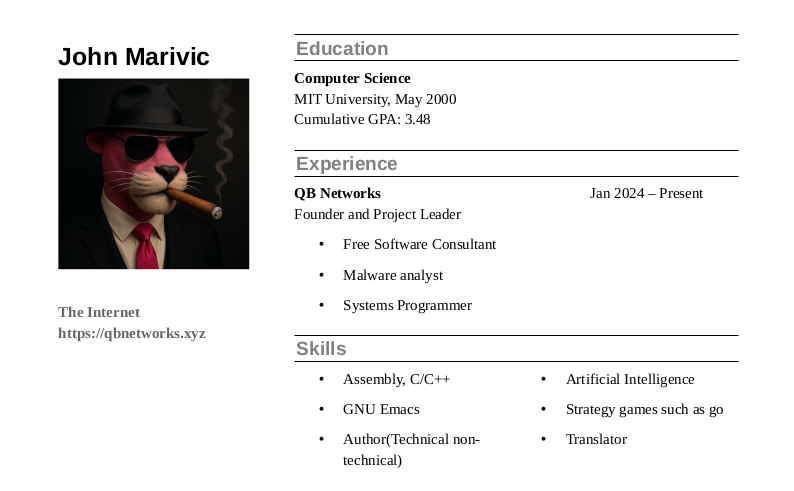 John Marivic
The Internet
https://qbnetworks.xyz
Education
Computer Science
MIT University, May 2000
Cumulative GPA: 3.48
Experience
QB Networks Jan 2024 – Present
Founder and Project Leader
• Free Software Consultant
• Malware analyst
• Systems Programmer
Skills
• Assembly, C/C++
• GNU Emacs
• Author(Technical non-
technical)
• Artificial Intelligence
• Strategy games such as go
• Translator